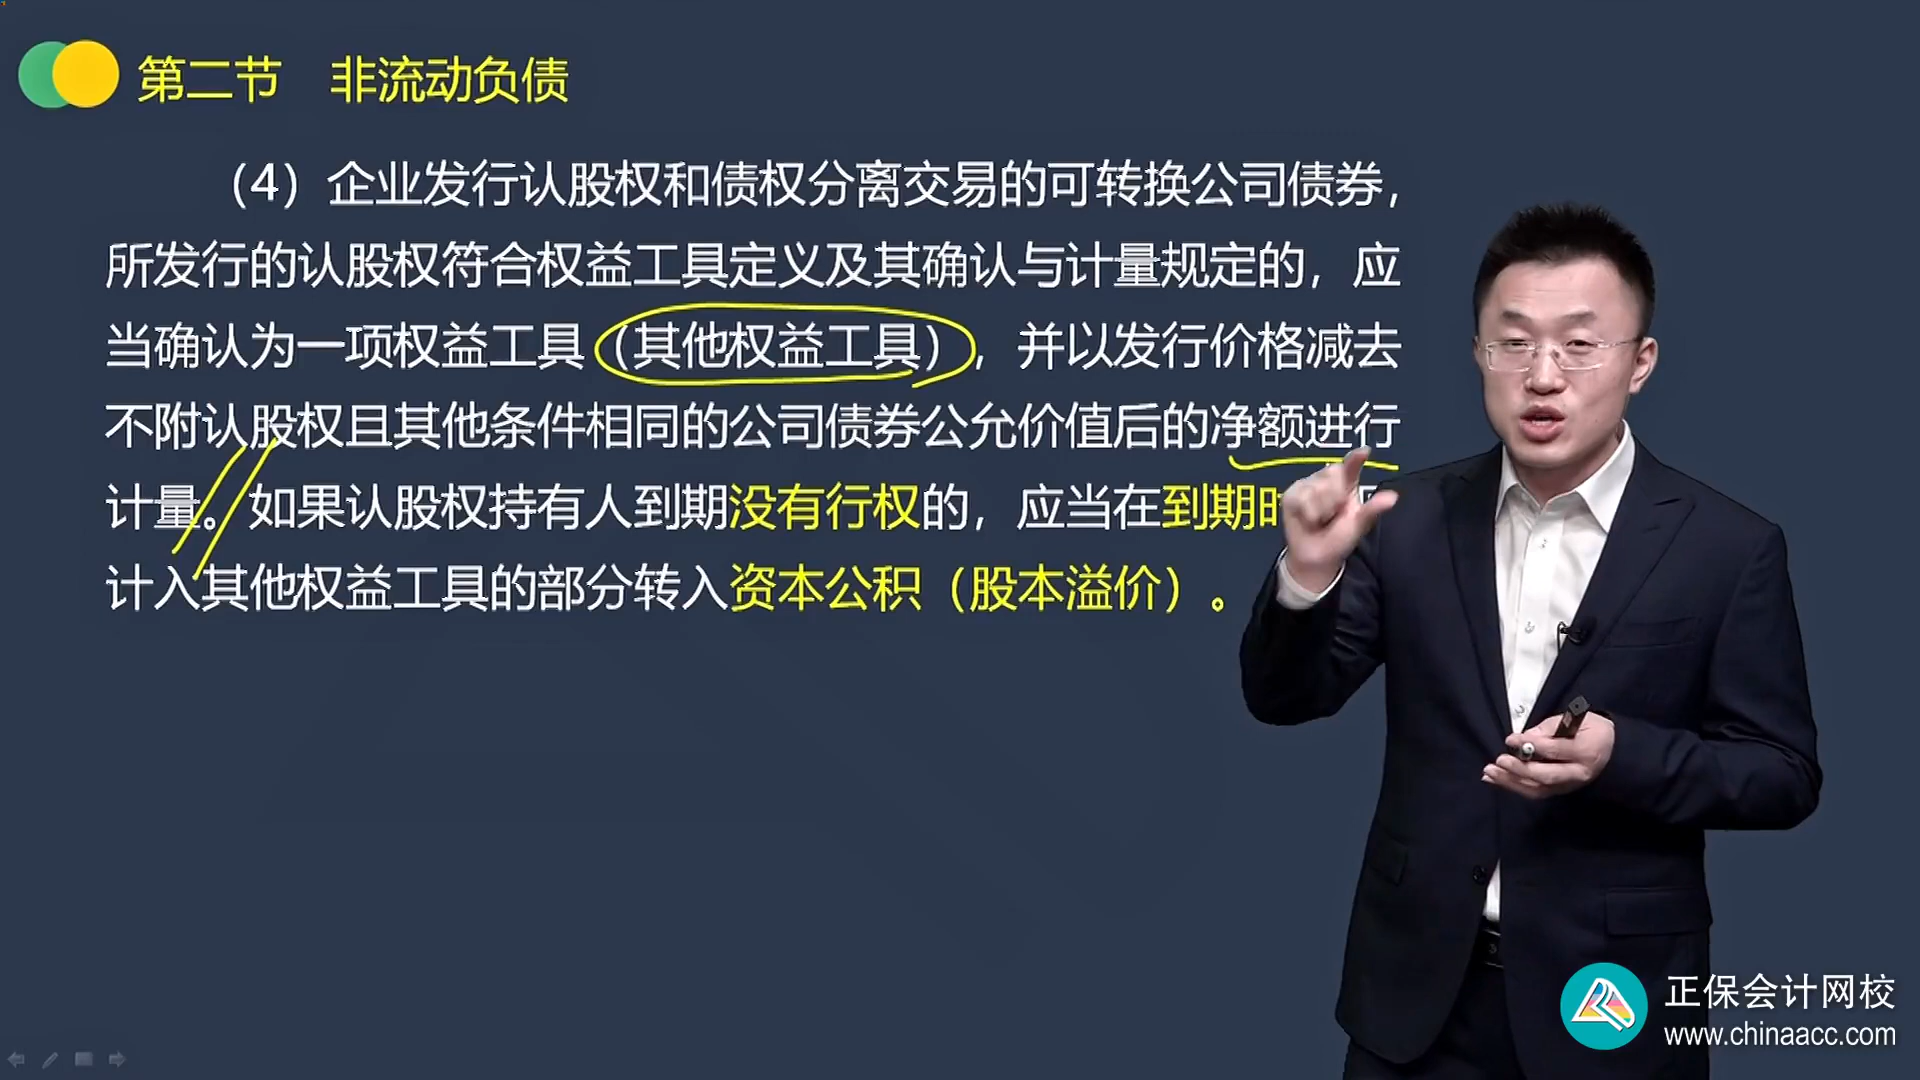 第二节 非流动负债
（4）企业发行认股权和债权分离交易的可转换公司债券，
所发行的认股权符合权益工具定义及其确认与计量规定的，应
当确认为一项权益工具（其他权益工具），并以发行价格减去
不附认股权且其他条件相同的公司债券公允价值后的净额进行
计量。如果认股权持有人到期没有行权的，应当在到期时
计入其他权益工具的部分转入资本公积（股本溢价）。
正保会计网校
www.chinaacc.com